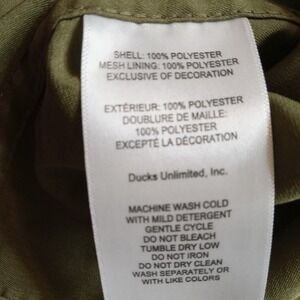 SHELL: 100% POLYESTER
MESH LINING: 100% POLYESTER
EXCLUSIVE OF DECORATION
EXTÉRIEUR: 100% POLYESTER
DOUBLURE DE MAILLE:
100% POLYESTER
EXCEPTÉ LA DÉCORATION
Ducks Unlimited, Inc.
MACHINE WASH COLD
WITH MILD DETERGENT
GENTLE CYCLE
DO NOT BLEACH
TUMBLE DRY LOW
DO NOT IRON
DO NOT DRY CLEAN
WASH SEPARATELY OR
WITH LIKE COLORS